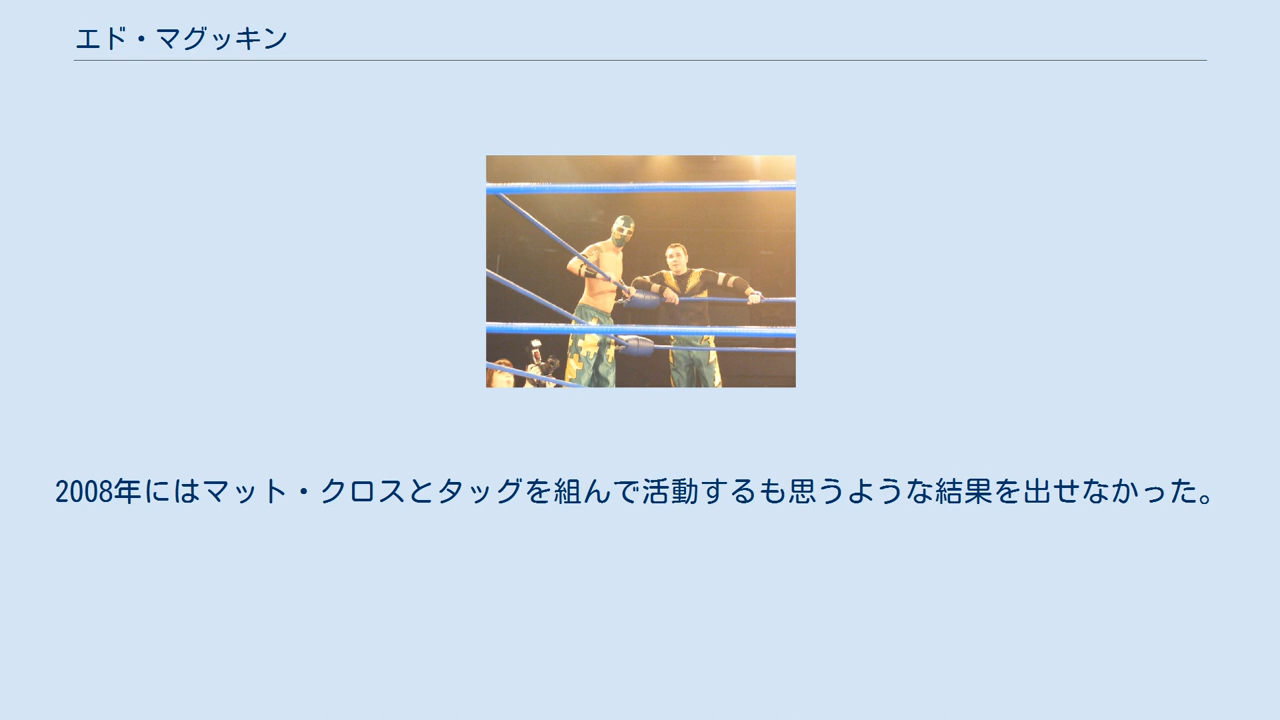 エド・マグッキン
2008年にはマット・クロスとタッグを組んで活動するも思うような結果を出せなかった。